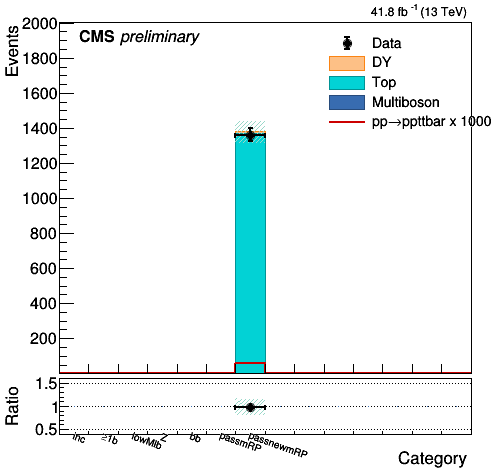 41.8 fb⁻¹ (13 TeV)
Events
2000
1800
1600
1400
1200
1000
800
600
400
200
CMS preliminary
Data
DY
Top
Multiboson
pp→ppttbar x 1000
Ratio
1.5
1
0.5
inc
≥1b
lowMlb
Z
bb
passmRP
passnewmRP
Category